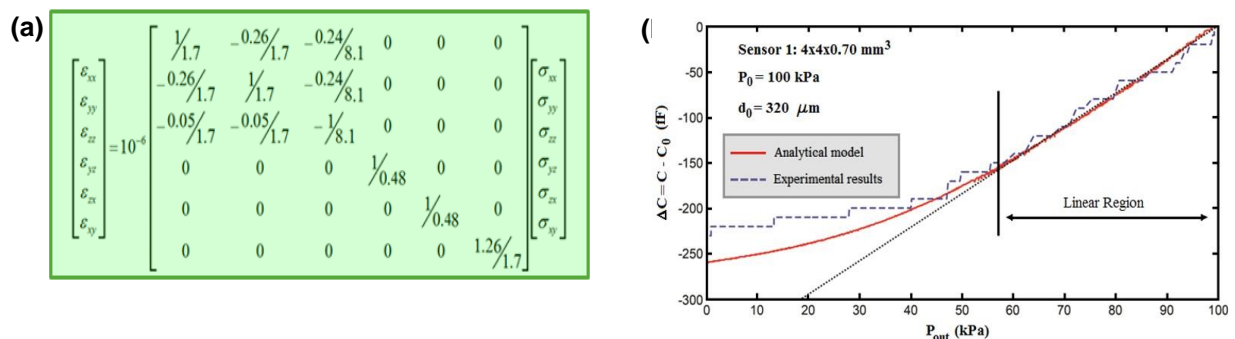 (a)
[εxx εyy εzz εyz εzx εxy] =10⁻⁶ [
1/1.7 -0.26/1.7 -0.24/8.1 0 0 0
-0.26/1.7 1/1.7 -0.24/8.1 0 0 0
-0.05/1.7 -0.05/1.7 -1/8.1 0 0 0
0 0 0 1/0.48 0 0
0 0 0 0 1/0.48 0
0 0 0 0 0 1.26/1.7
] [σxx σyy σzz σyz σzx σxy]
(
Sensor 1: 4x4x0.70 mm³
P₀ = 100 kPa
d₀ = 320 μm
Analytical model
Experimental results
Linear Region
ΔC = C - C₀ (fF)
0
-50
-100
-150
-200
-250
-300
0 10 20 30 40 50 60 70 80 90 100
Pout (kPa)